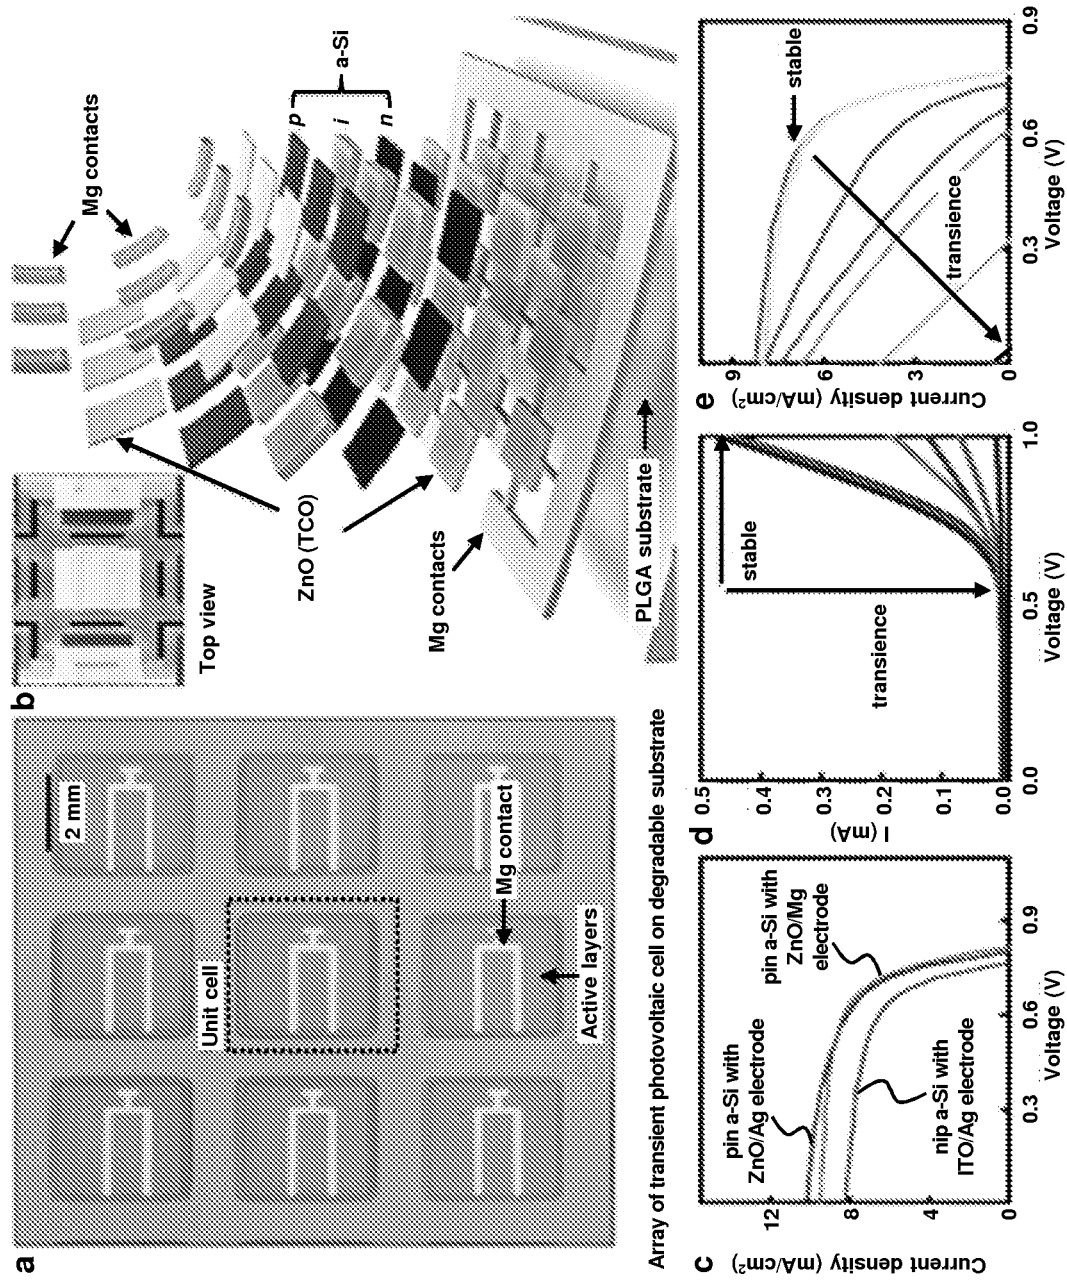 a
2 mm
Unit cell
Mg contact
Active layers
Array of transient photovoltaic cell on degradable substrate
b
Top view
Mg contacts
p
i
n
a-Si
ZnO (TCO)
Mg contacts
PLGA substrate
c
Current density (mA/cm²)
12
8
4
0
0.3
0.6
0.9
Voltage (V)
pin a-Si with
ZnO/Ag electrode
pin a-Si with
ZnO/Mg
electrode
nip a-Si with
ITO/Ag electrode
d
I (mA)
0.5
0.4
0.3
0.2
0.1
0.0
0.0
0.5
1.0
Voltage (V)
stable
transience
e
Current density (mA/cm²)
9
6
3
0
0.3
0.6
0.9
Voltage (V)
stable
transience